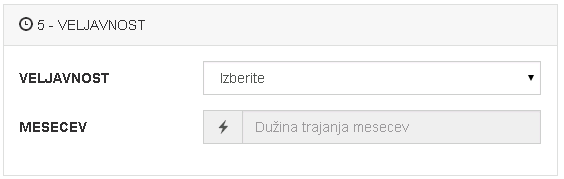 5 - VELJAVNOST
VELJAVNOST Izberite
MESECEV Dužina trajanja mesecev